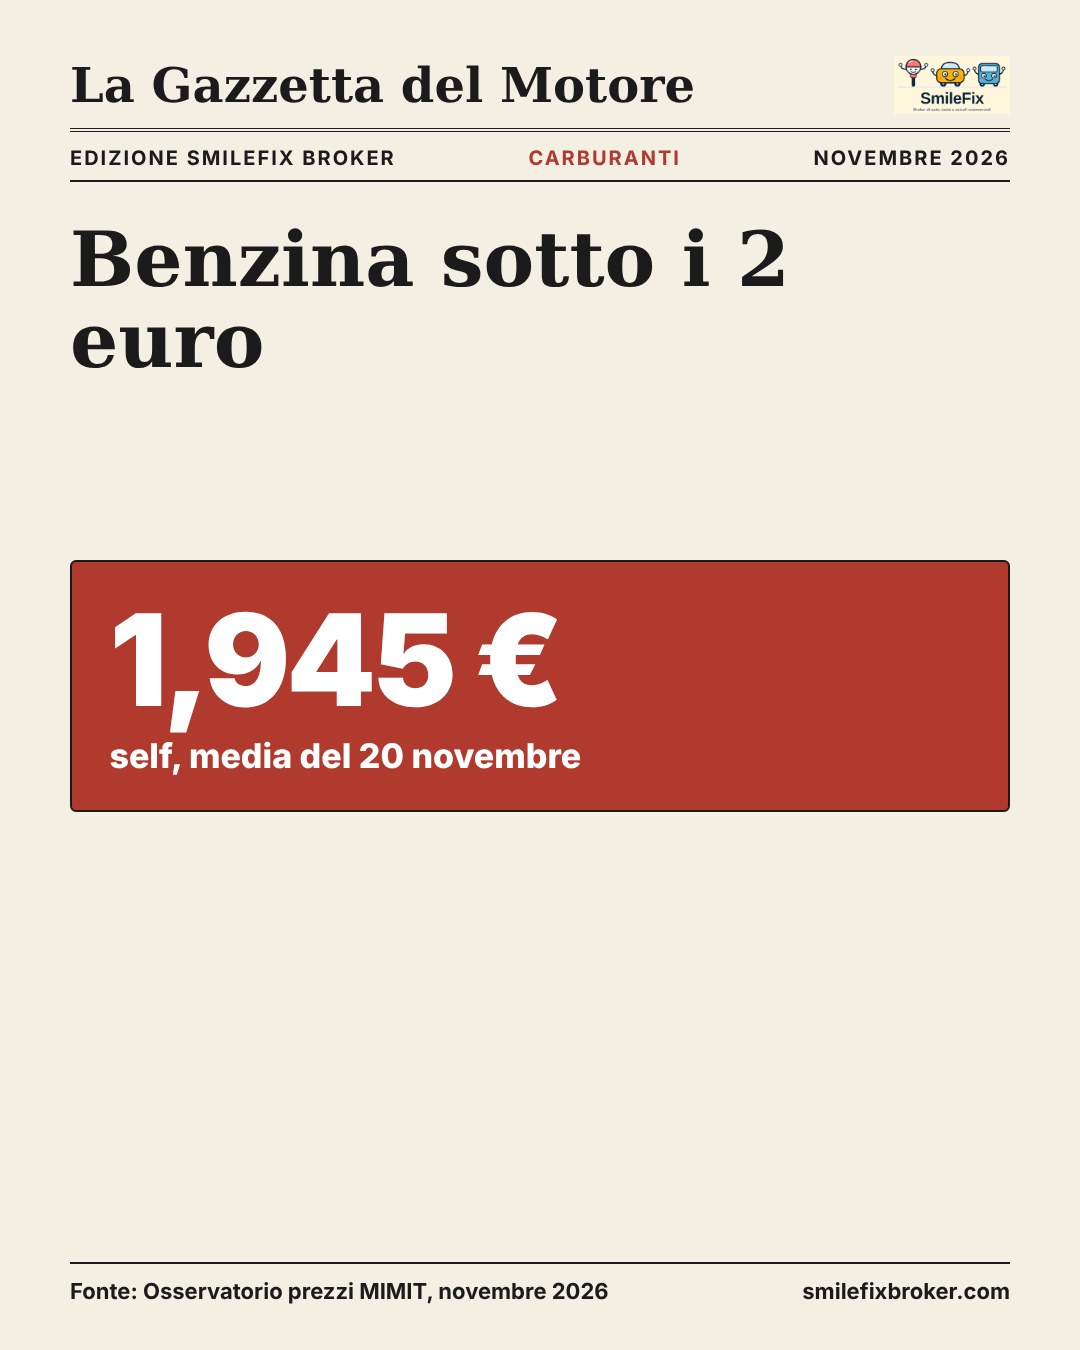 La Gazzetta del Motore
SmileFix
EDIZIONE SMILEFIX BROKER
CARBURANTI
NOVEMBRE 2026
Benzina sotto i 2
euro
1,945 €
self, media del 20 novembre
Fonte: Osservatorio prezzi MIMIT, novembre 2026
smilefixbroker.com